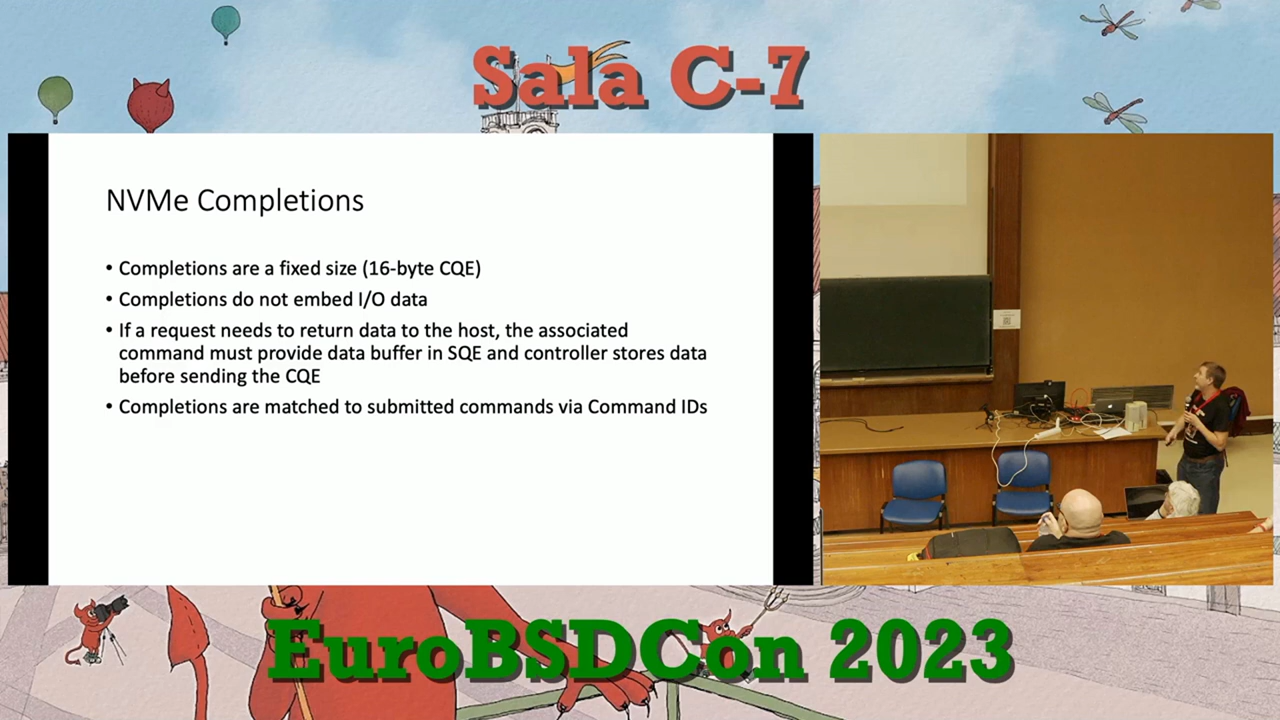 Sala C-7
NVMe Completions
• Completions are a fixed size (16-byte CQE)
• Completions do not embed I/O data
• If a request needs to return data to the host, the associated
command must provide data buffer in SQE and controller stores data
before sending the CQE
• Completions are matched to submitted commands via Command IDs
EuroBSDCon 2023